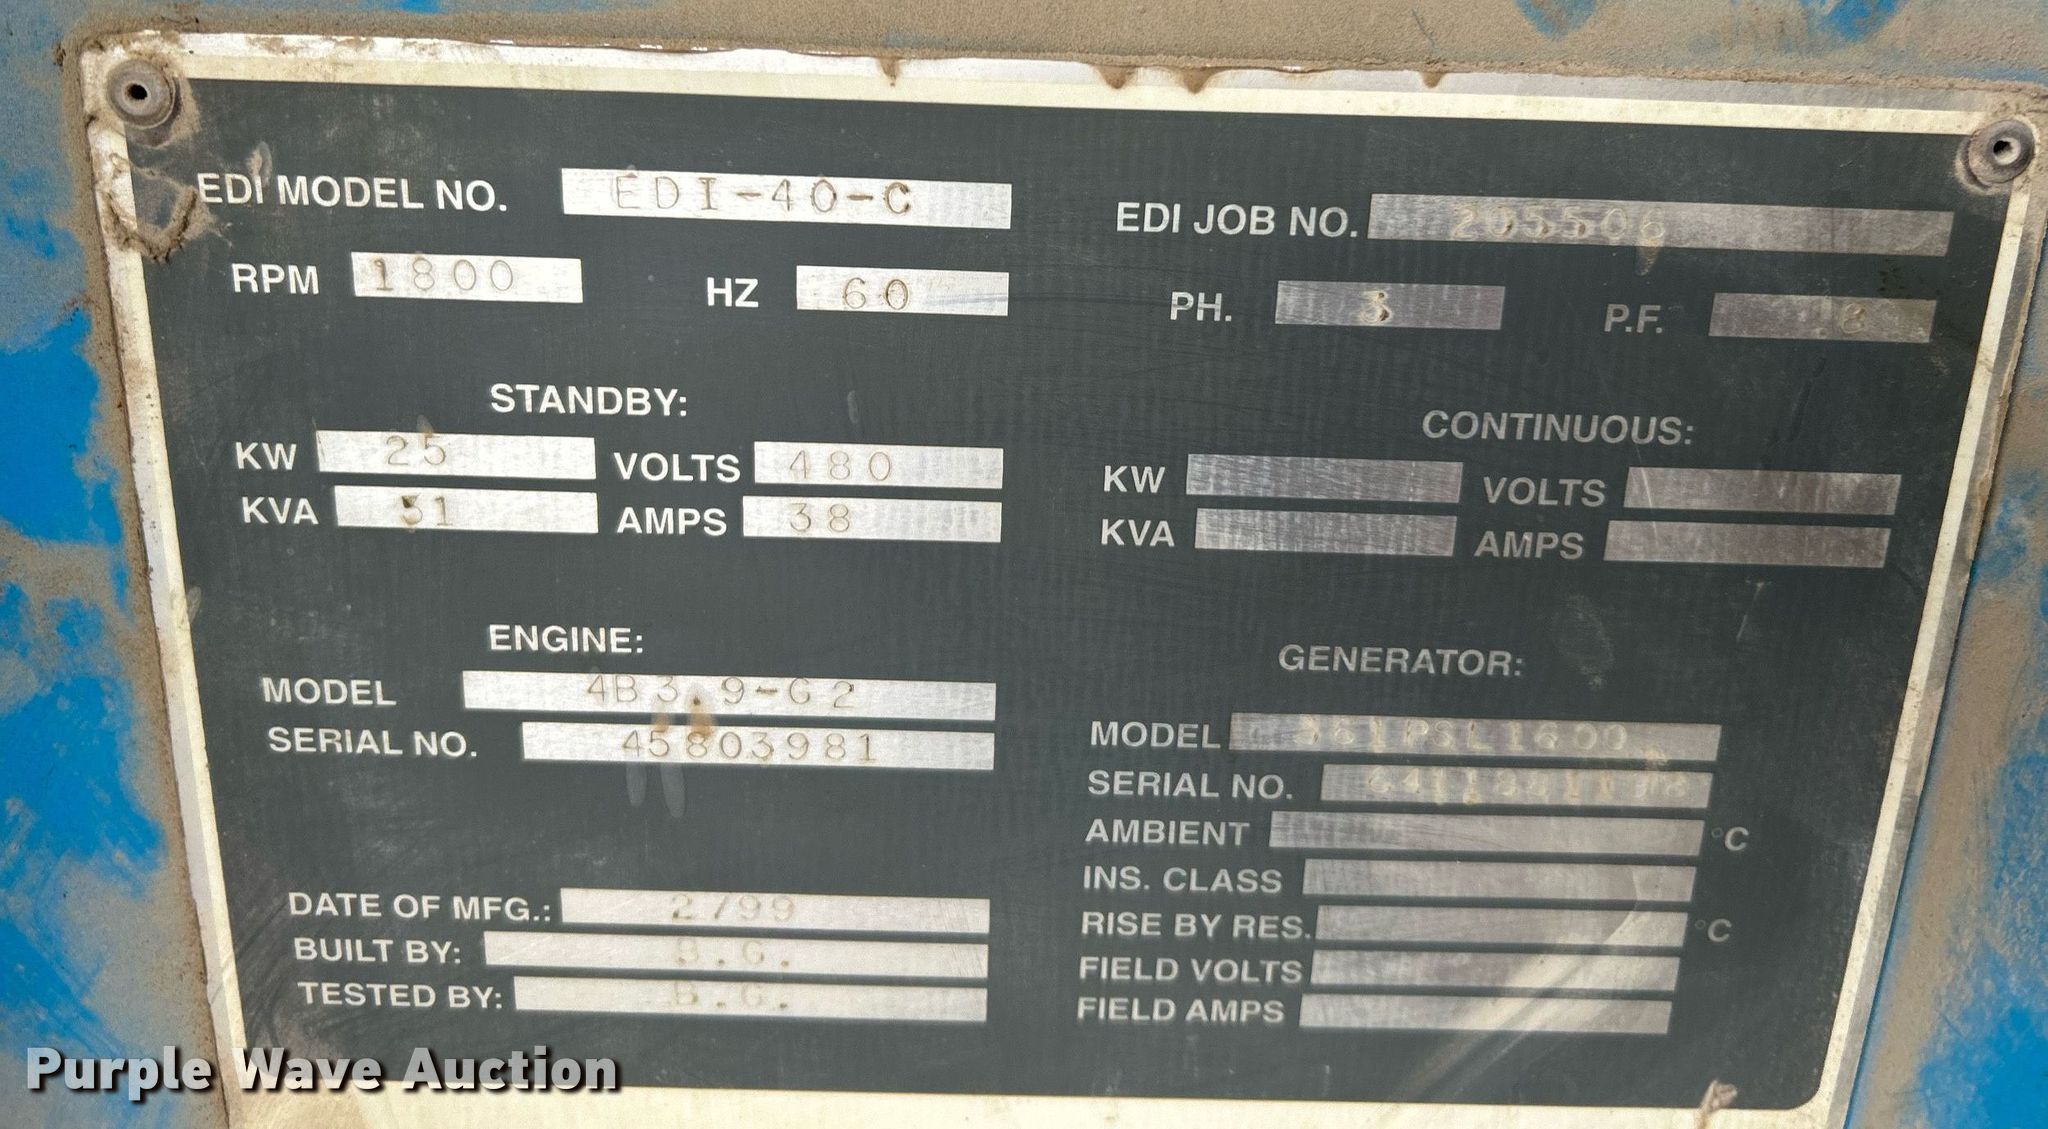 EDI MODEL NO. EDI-40-C EDI JOB NO. 205506
RPM 1800 HZ 60 PH. 3 P.F.
STANDBY: CONTINUOUS:
KW 25 VOLTS 480 KW VOLTS
KVA 31 AMPS 38 KVA AMPS
ENGINE:
MODEL 4B3.9-G2
SERIAL NO. 45803981
DATE OF MFG.: 2/99
BUILT BY: B.G.
TESTED BY: B.G.
GENERATOR:
MODEL 361PSL1600
SERIAL NO.
AMBIENT °C
INS. CLASS
RISE BY RES. °C
FIELD VOLTS
FIELD AMPS
Purple Wave Auction